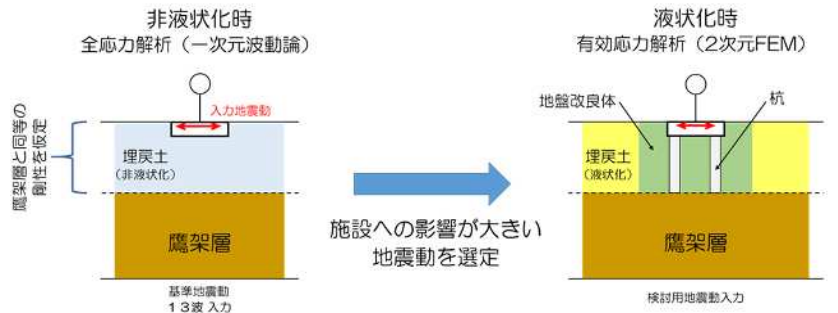 非液状化時
全応力解析（一次元波動論）
入力地震動
鷹架層と同等の
剛性を仮定
埋戻土
（非液状化）
鷹架層
基準地震動
１３波 入力
施設への影響が大きい
地震動を選定
液状化時
有効応力解析（2次元FEM）
地盤改良体
杭
埋戻土
（液状化）
鷹架層
検討用地震動入力